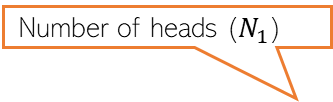 Number of heads (N₁)